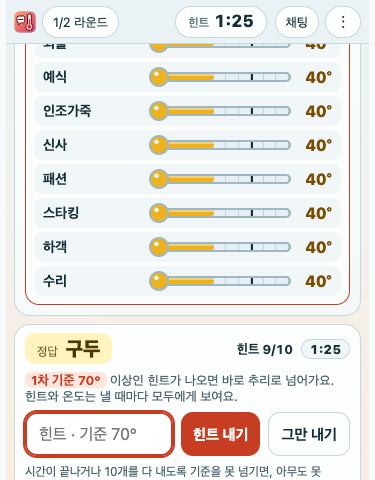 1/2 라운드
힌트 1:25
채팅
⋮
40°
예식 40°
인조가죽 40°
신사 40°
패션 40°
스타킹 40°
하객 40°
수리 40°
정답 구두
힌트 9/10 1:25
1차 기준 70° 이상인 힌트가 나오면 바로 추리로 넘어가요.
힌트와 온도는 낼 때마다 모두에게 보여요.
힌트 · 기준 70°
힌트 내기
그만 내기
시간이 끝나거나 10개를 다 내도록 기준을 못 넘기면, 아무도 못